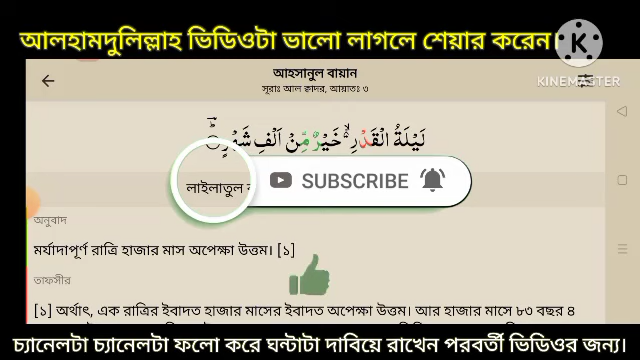 আলহামদুলিল্লাহ ভিডিওটা ভালো লাগলে শেয়ার করেন।
KINEMASTER
আহসানুল বায়ান
সূরাঃ আল ক্বাদর, আয়াতঃ ৩
لَيْلَةُ الْقَدْرِ ۙ۬ خَيْرٌ مِّنْ اَلْفِ شَهْرٍ ۞ؕ
লাইলাতুল
SUBSCRIBE
অনুবাদ
মর্যাদাপূর্ণ রাত্রি হাজার মাস অপেক্ষা উত্তম। [১]
তাফসীর
[১] অর্থাৎ, এক রাত্রির ইবাদত হাজার মাসের ইবাদত অপেক্ষা উত্তম। আর হাজার মাসে ৮৩ বছর ৪
চ্যানেলটা চ্যানেলটা ফলো করে ঘন্টাটা দাবিয়ে রাখেন পরবর্তী ভিডিওর জন্য।